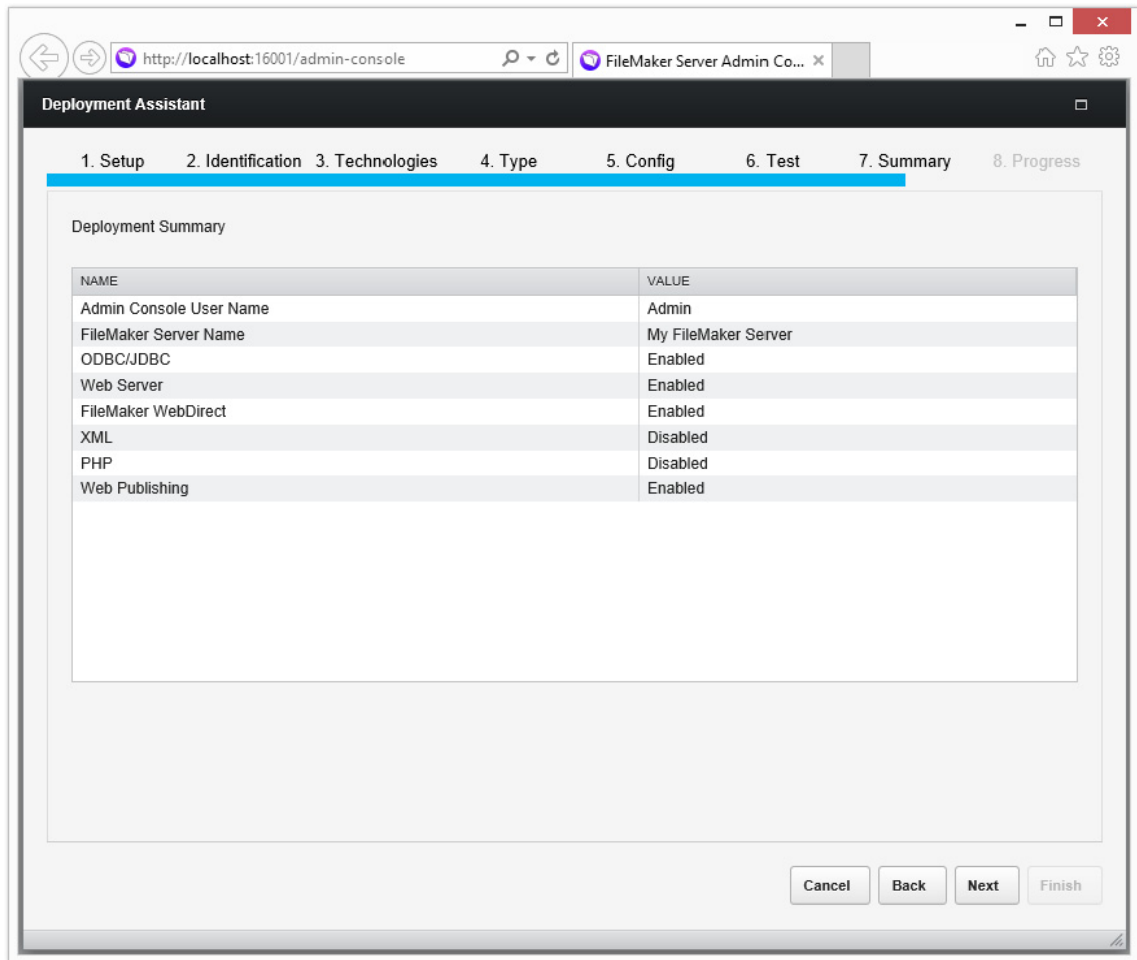 http://localhost:16001/admin-console
FileMaker Server Admin Co...
Deployment Assistant
1. Setup 2. Identification 3. Technologies 4. Type 5. Config 6. Test 7. Summary 8. Progress
Deployment Summary
NAME VALUE
Admin Console User Name Admin
FileMaker Server Name My FileMaker Server
ODBC/JDBC Enabled
Web Server Enabled
FileMaker WebDirect Enabled
XML Disabled
PHP Disabled
Web Publishing Enabled
Cancel Back Next Finish